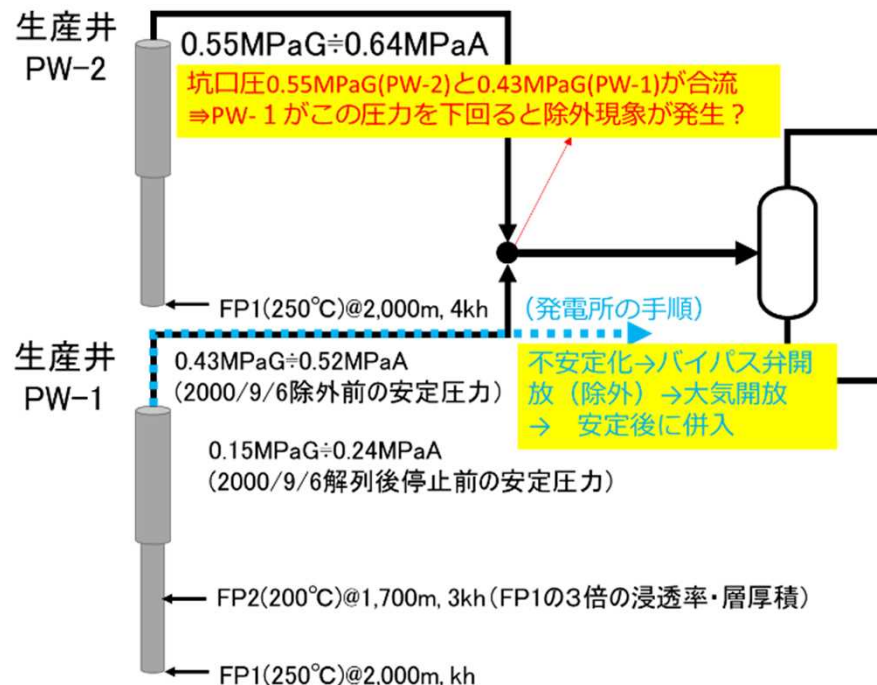 生産井
PW-2
0.55MPaG≑0.64MPaA
坑口圧0.55MPaG(PW-2)と0.43MPaG(PW-1)が合流
⇛PW-１がこの圧力を下回ると除外現象が発生？
FP1(250℃)@2,000m, 4kh
(発電所の手順)
生産井
PW-1
0.43MPaG≑0.52MPaA
(2000/9/6除外前の安定圧力)
不安定化→バイパス弁開
放（除外）→大気開放
→　安定後に併入
0.15MPaG≑0.24MPaA
(2000/9/6解列後停止前の安定圧力)
FP2(200℃)@1,700m, 3kh(FP1の３倍の浸透率・層厚積)
FP1(250℃)@2,000m, kh